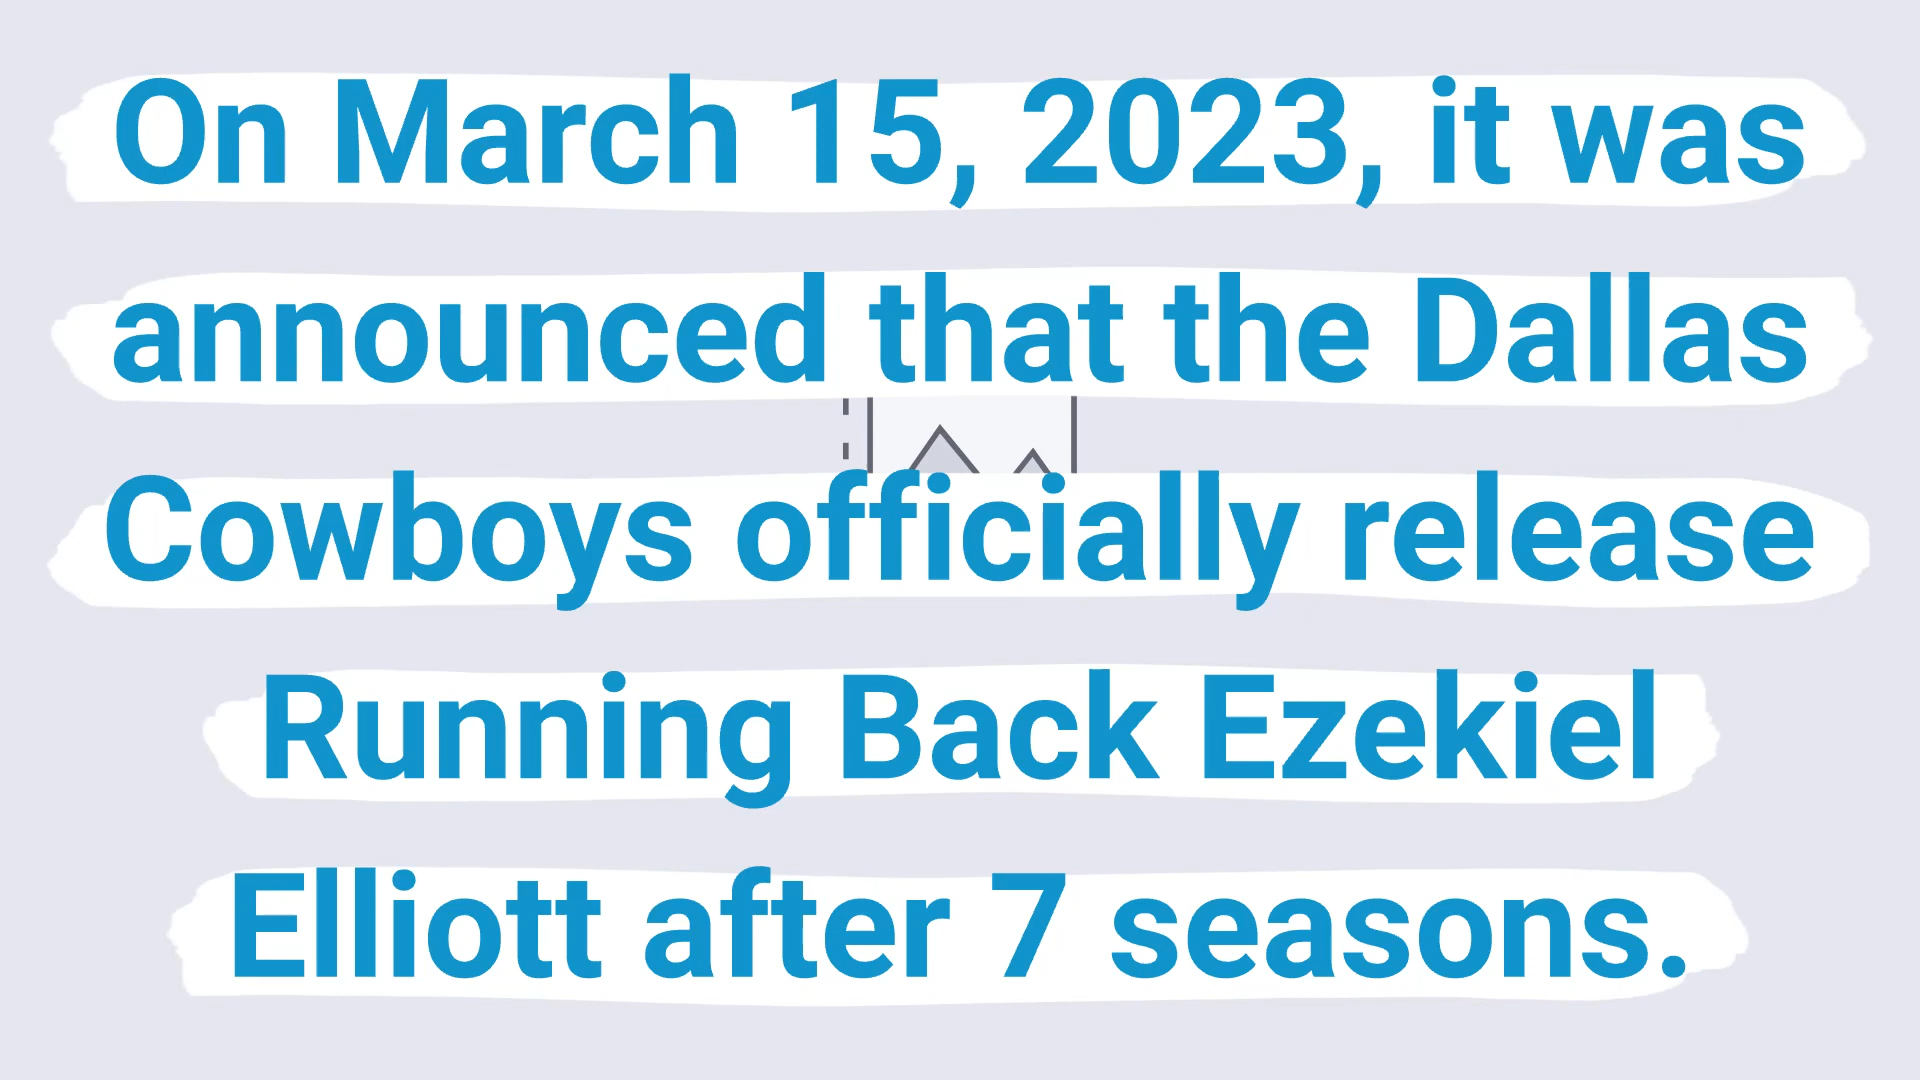 On March 15, 2023, it was
announced that the Dallas
Cowboys officially release
Running Back Ezekiel
Elliott after 7 seasons.